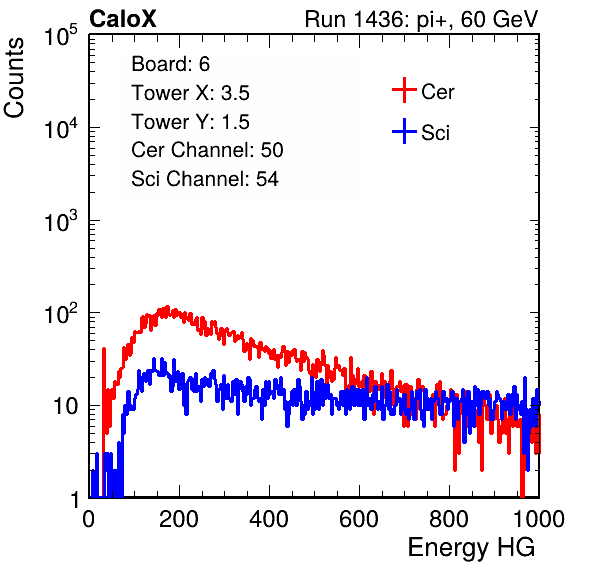 CaloX Run 1436: pi+, 60 GeV
Counts
10^5
10^4
10^3
10^2
10
1
Board: 6
Tower X: 3.5
Tower Y: 1.5
Cer Channel: 50
Sci Channel: 54
Cer
Sci
0 200 400 600 800 1000
Energy HG